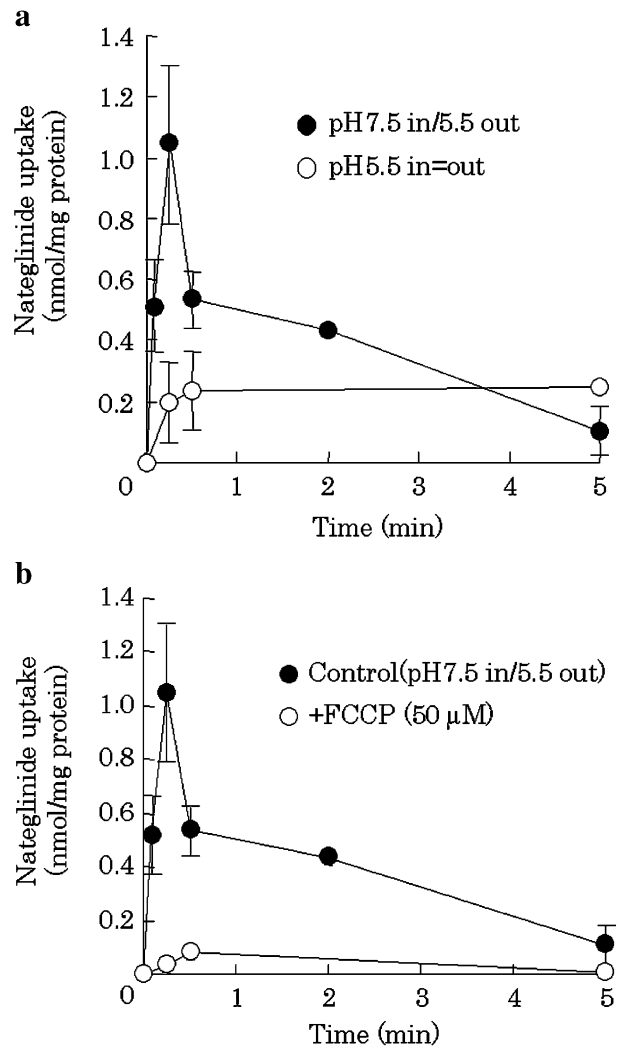 a
Nateglinide uptake
(nmol/mg protein)
1.4
1.2
1.0
0.8
0.6
0.4
0.2
0
pH7.5 in/5.5 out
pH5.5 in=out
1 2 3 4 5
Time (min)
b
Nateglinide uptake
(nmol/mg protein)
1.4
1.2
1.0
0.8
0.6
0.4
0.2
0
Control(pH7.5 in/5.5 out)
+FCCP (50 µM)
1 2 3 4 5
Time (min)